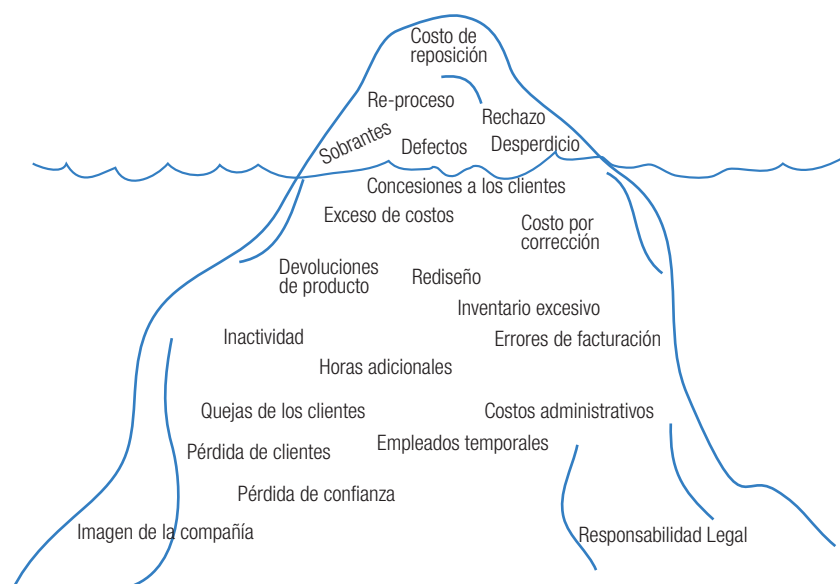 Costo de
reposición
Re-proceso
Rechazo
Sobrantes
Defectos
Desperdicio
Concesiones a los clientes
Exceso de costos
Costo por
corrección
Devoluciones
de producto
Rediseño
Inventario excesivo
Inactividad
Errores de facturación
Horas adicionales
Quejas de los clientes
Costos administrativos
Empleados temporales
Pérdida de clientes
Pérdida de confianza
Imagen de la compañía
Responsabilidad Legal